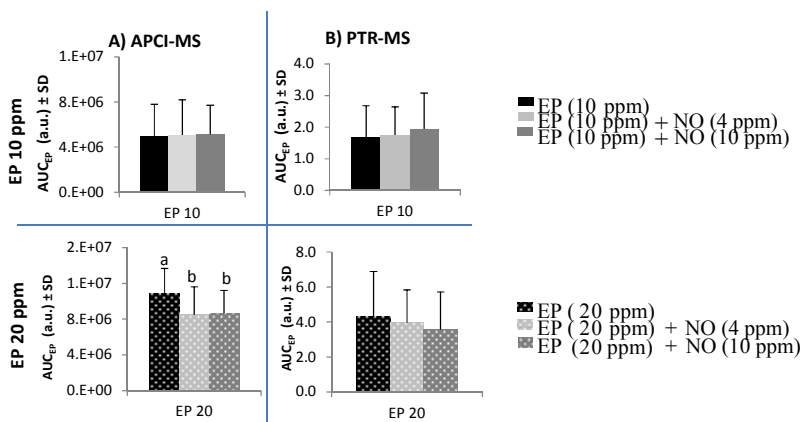 A) APCI-MS
B) PTR-MS
EP 10 ppm
AUCEP (a.u.) ± SD
1.E+07
8.E+06
4.E+06
0.E+00
EP 10
AUCEP (a.u.) ± SD
4.0
3.0
2.0
1.0
0.0
EP 10
EP (10 ppm)
EP (10 ppm) + NO (4 ppm)
EP (10 ppm) + NO (10 ppm)
EP 20 ppm
AUCEP (a.u.) ± SD
2.E+07
1.E+07
8.E+06
4.E+06
0.E+00
a
b
b
EP 20
AUCEP (a.u.) ± SD
8.0
6.0
4.0
2.0
0.0
EP 20
EP (20 ppm)
EP (20 ppm) + NO (4 ppm)
EP (20 ppm) + NO (10 ppm)